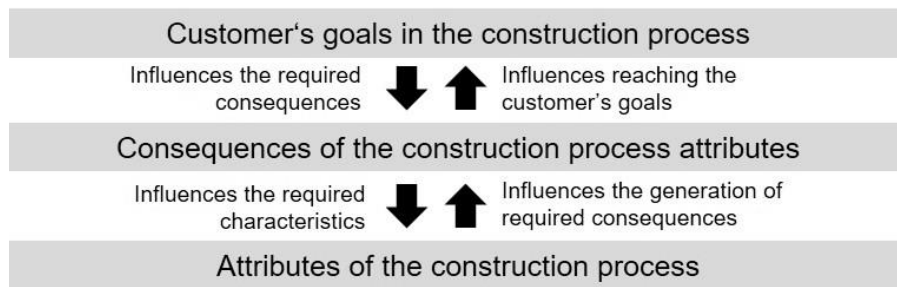 Customer‘s goals in the construction process
Influences the required
consequences
Influences reaching the
customer’s goals
Consequences of the construction process attributes
Influences the required
characteristics
Influences the generation of
required consequences
Attributes of the construction process